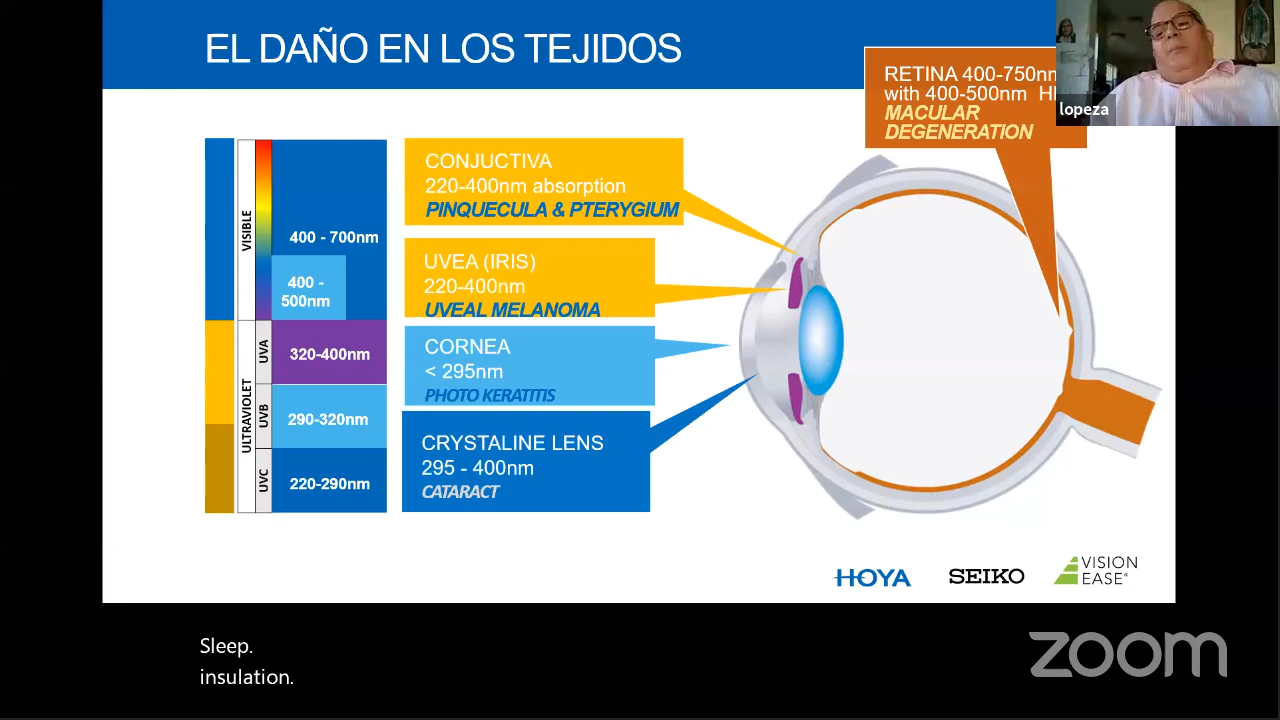 EL DAÑO EN LOS TEJIDOS
RETINA 400-750nm
with 400-500nm
MACULAR
DEGENERATION
lopeza
VISIBLE
400 - 700nm
400 -
500nm
ULTRAVIOLET
UVA
320-400nm
UVB
290-320nm
UVC
220-290nm
CONJUCTIVA
220-400nm absorption
PINQUECULA & PTERYGIUM
UVEA (IRIS)
220-400nm
UVEAL MELANOMA
CORNEA
< 295nm
PHOTO KERATITIS
CRYSTALINE LENS
295 - 400nm
CATARACT
HOYA
SEIKO
VISION
EASE®
Sleep.
insulation.
zoom